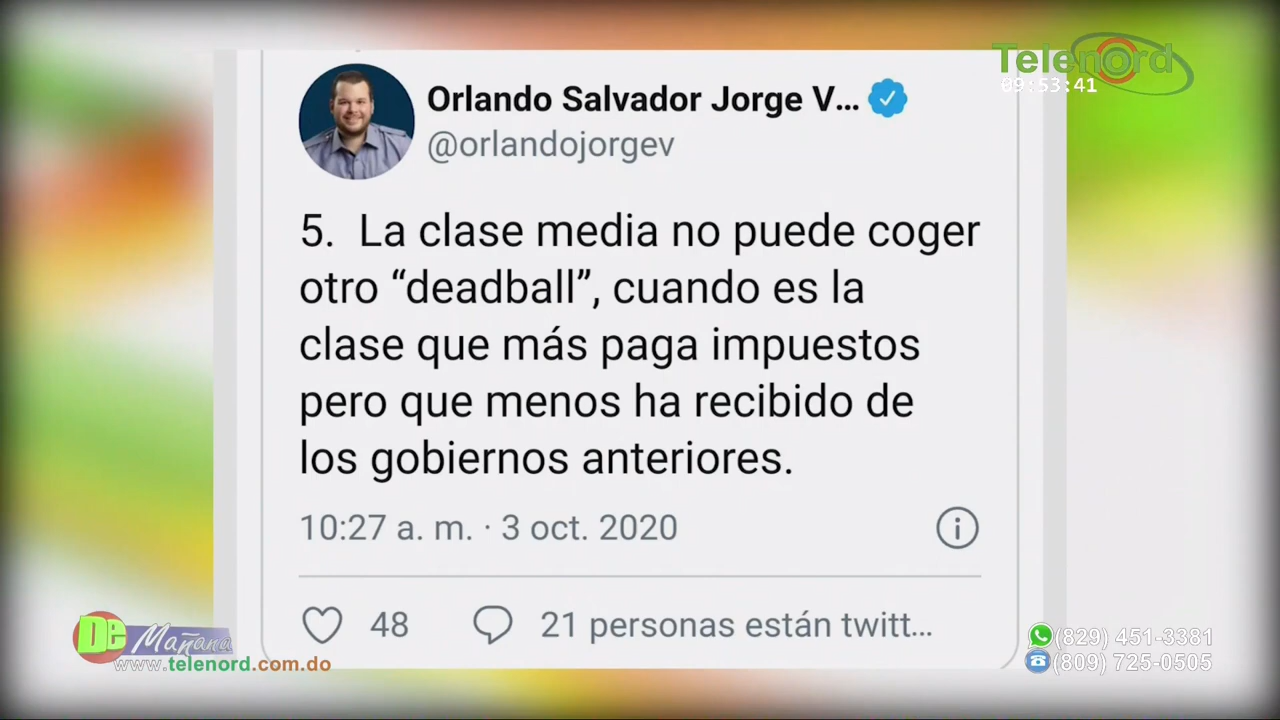 Telenord
09:53:41
Orlando Salvador Jorge V...
@orlandojorgev
5. La clase media no puede coger
otro “deadball”, cuando es la
clase que más paga impuestos
pero que menos ha recibido de
los gobiernos anteriores.
10:27 a. m. · 3 oct. 2020
48
21 personas están twitt...
De Mañana
www.telenord.com.do
(829) 451-3381
(809) 725-0505